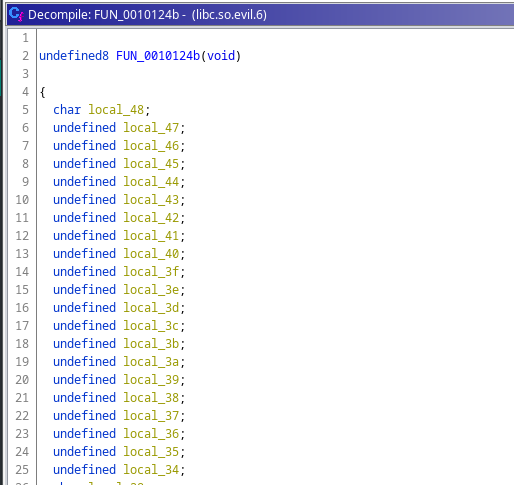 Decompile: FUN_0010124b - (libc.so.evil.6)
1
2 undefined8 FUN_0010124b(void)
3
4 {
5 char local_48;
6 undefined local_47;
7 undefined local_46;
8 undefined local_45;
9 undefined local_44;
10 undefined local_43;
11 undefined local_42;
12 undefined local_41;
13 undefined local_40;
14 undefined local_3f;
15 undefined local_3e;
16 undefined local_3d;
17 undefined local_3c;
18 undefined local_3b;
19 undefined local_3a;
20 undefined local_39;
21 undefined local_38;
22 undefined local_37;
23 undefined local_36;
24 undefined local_35;
25 undefined local_34;